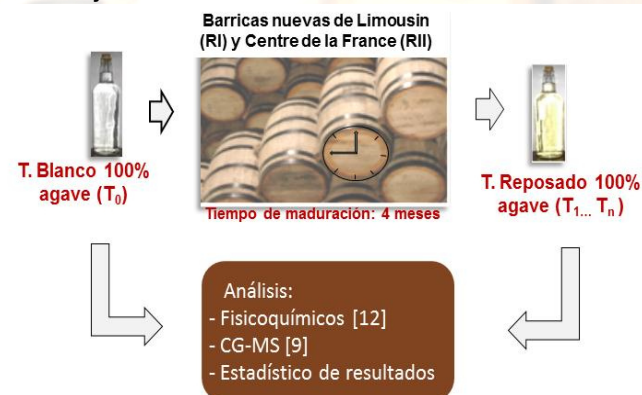 Barricas nuevas de Limousin
(RI) y Centre de la France (RII)
T. Blanco 100%
agave (T₀)
Tiempo de maduración: 4 meses
T. Reposado 100%
agave (T₁... Tₙ)
Análisis:
- Fisicoquímicos [12]
- CG-MS [9]
- Estadístico de resultados